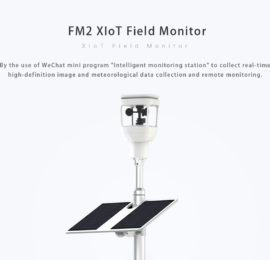 FM2 XIoT Field Monitor
XIoT Field Monitor
By the use of WeChat mini program "Intelligent monitoring station" to collect real-time
high-definition image and meteorological data collection and remote monitoring.